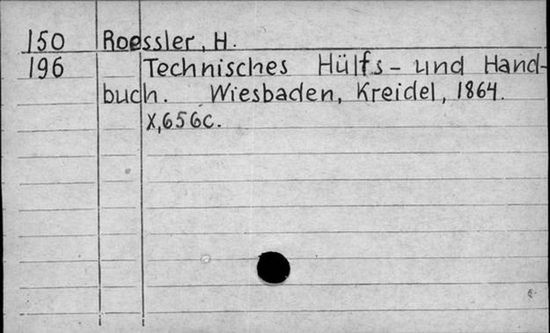 150 Roessler, H.
196 Technisches Hülfs- und Hand-
buch. Wiesbaden, Kreidel, 1864.
X,656c.